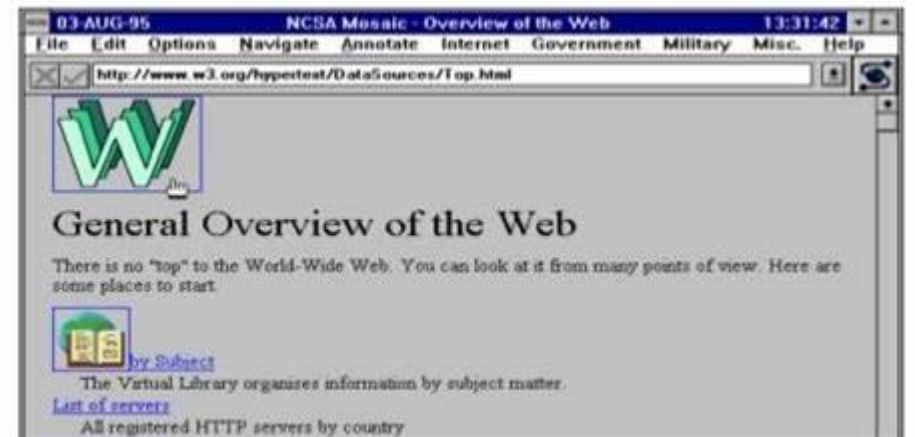 03-AUG-95 NCSA Mosaic - Overview of the Web 13:31:42
File Edit Options Navigate Annotate Internet Government Military Misc. Help
http://www.w3.org/hypertext/DataSources/Top.html
W
General Overview of the Web
There is no "top" to the World-Wide Web. You can look at it from many points of view. Here are
some places to start
by Subject
The Virtual Library organises information by subject matter.
List of servers
All registered HTTP servers by country